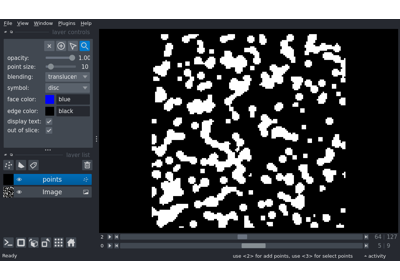 File View Window Plugins Help
layer controls
opacity: 1.00
point size: 10
blending: translucen
symbol: disc
face color: blue
edge color: black
display text:
out of slice:
layer list
points
Image
2 64 127
0 5 9
Ready use <2> for add points, use <3> for select points activity